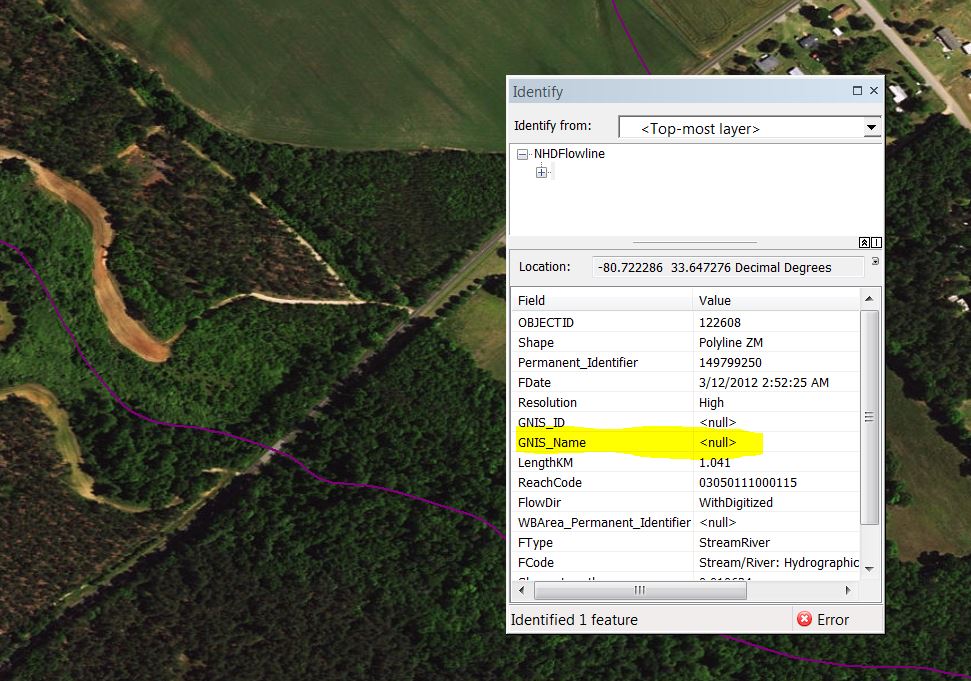 Identify
Identify from: <Top-most layer>
NHDFlowline
Location: -80.722286 33.647276 Decimal Degrees
Field Value
OBJECTID 122608
Shape Polyline ZM
Permanent_Identifier 149799250
FDate 3/12/2012 2:52:25 AM
Resolution High
GNIS_ID <null>
GNIS_Name <null>
LengthKM 1.041
ReachCode 03050111000115
FlowDir WithDigitized
WBArea_Permanent_Identifier <null>
FType StreamRiver
FCode Stream/River: Hydrographic
Identified 1 feature Error